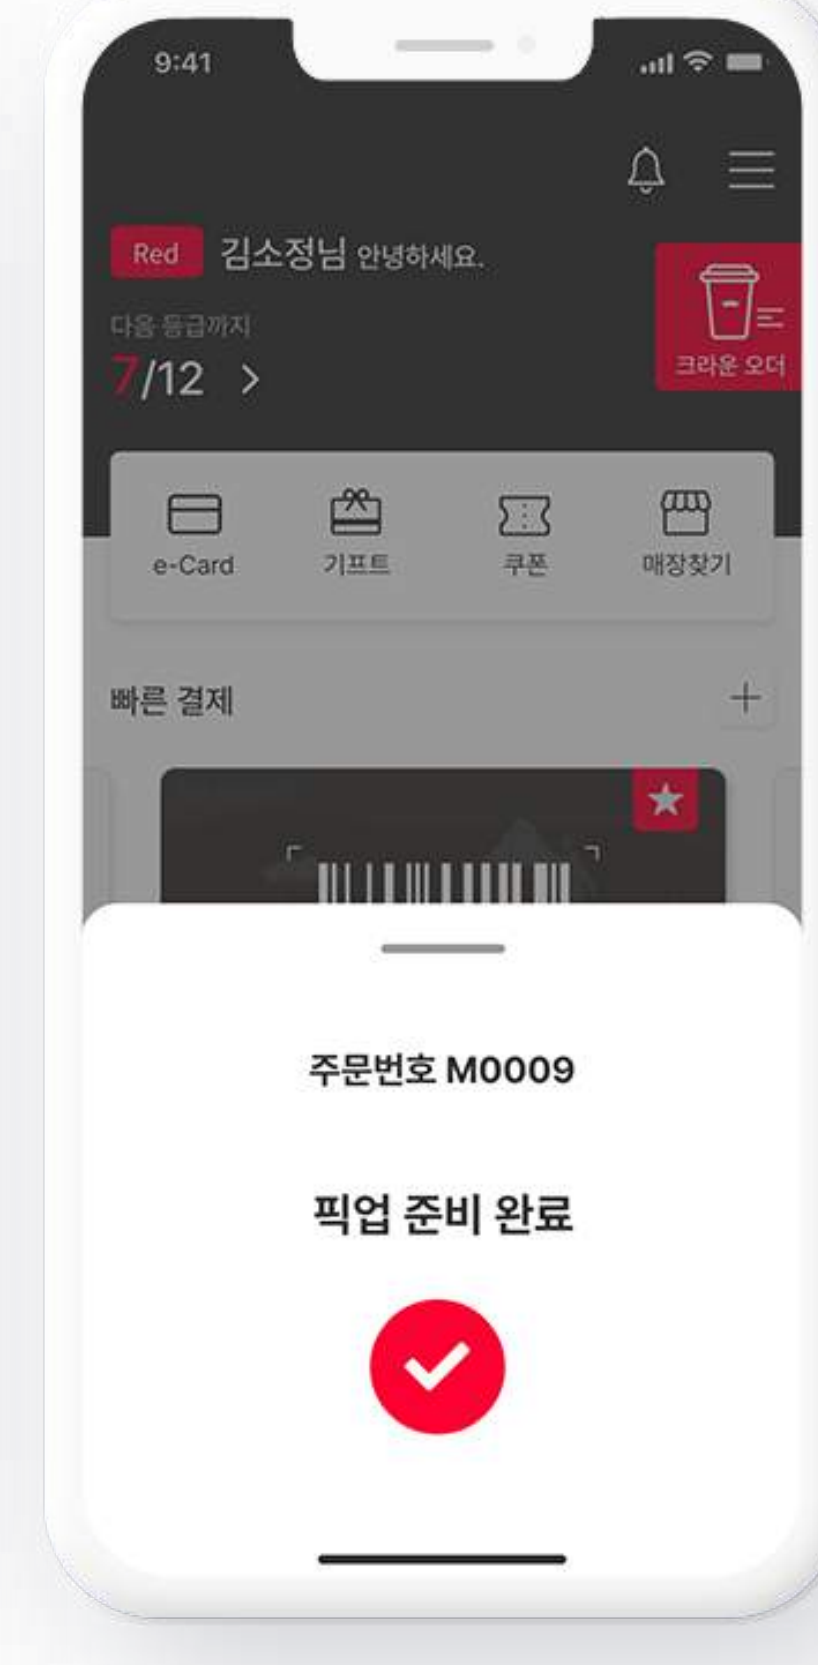 9:41
Red 김소정님 안녕하세요.
다음 등급까지
7/12 >
크라운 오더
e-Card 기프트 쿠폰 매장찾기
빠른 결제 +
주문번호 M0009
픽업 준비 완료